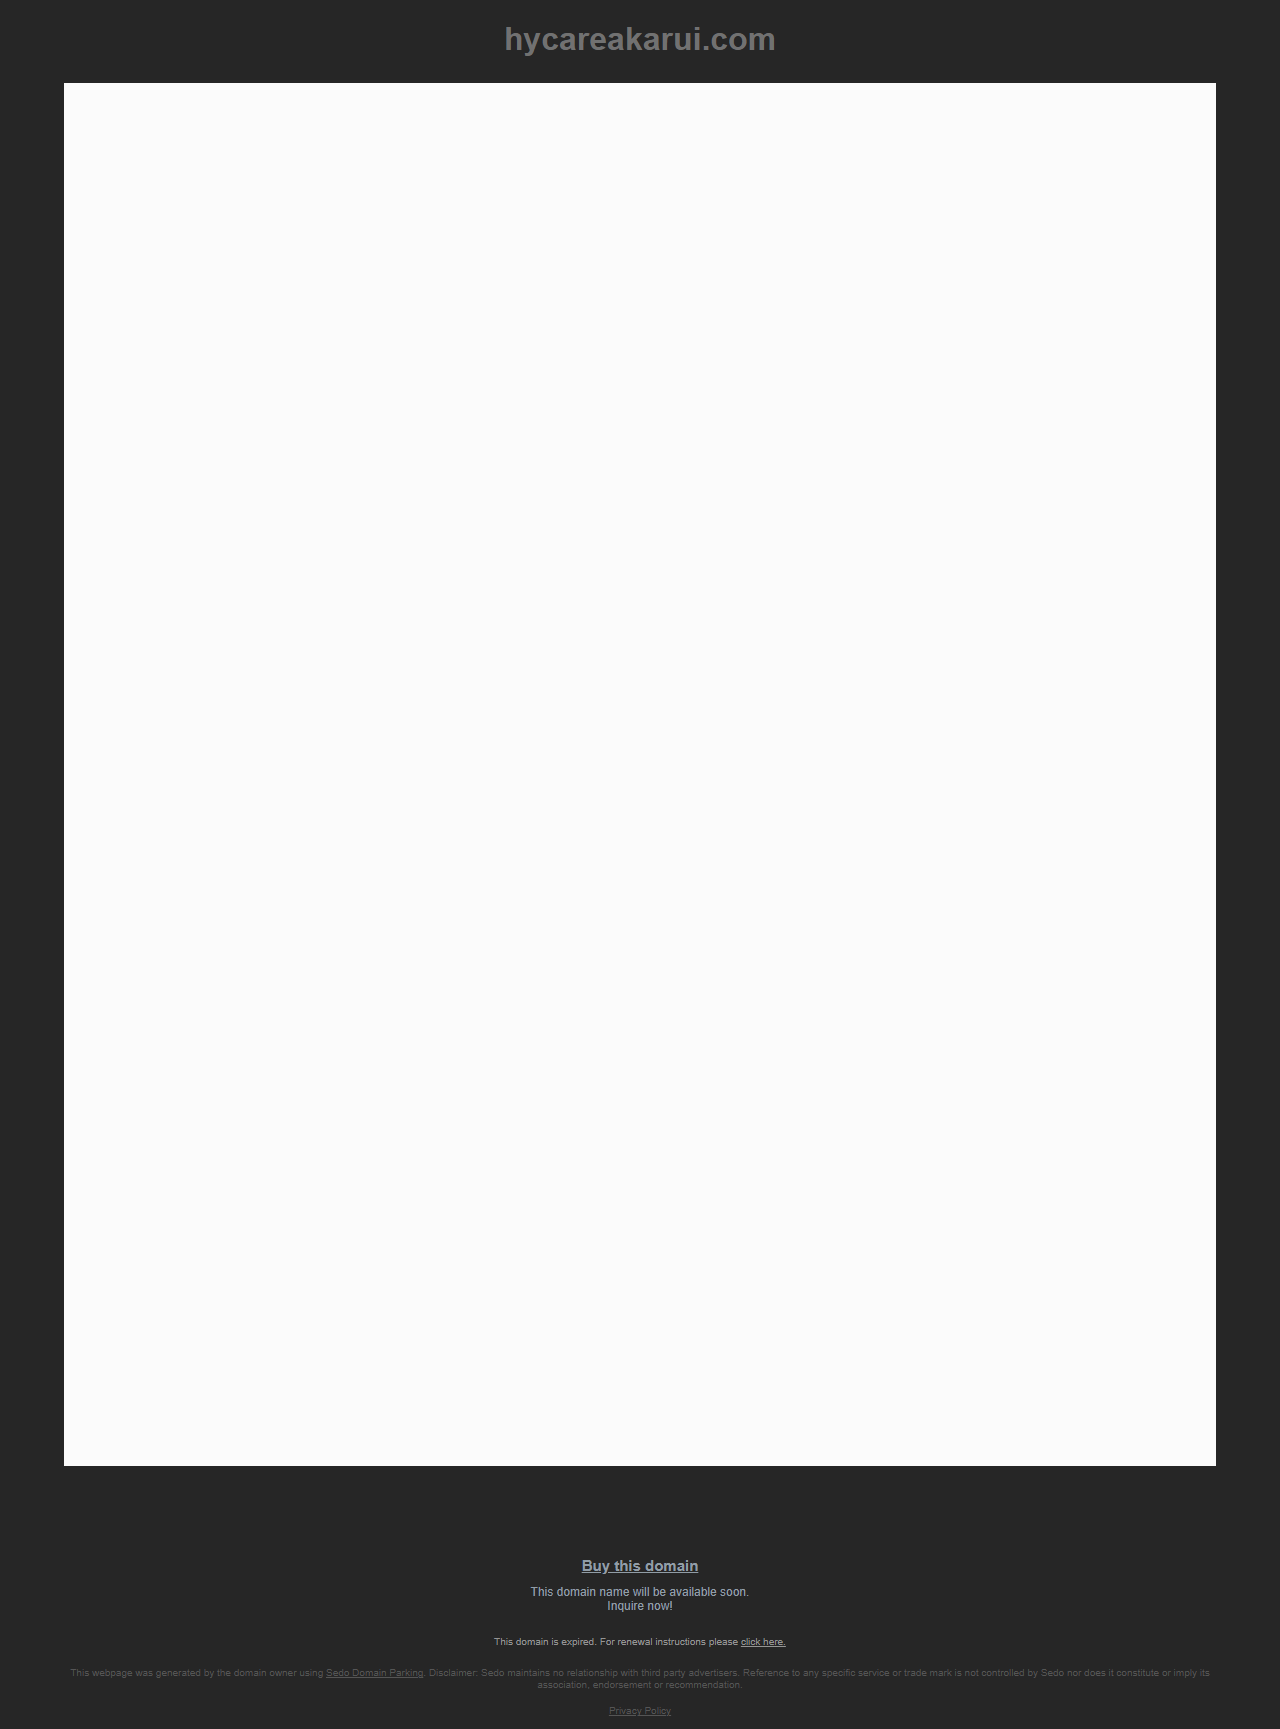 hycareakarui.com
Buy this domain
This domain name will be available soon.
Inquire now!
This domain is expired. For renewal instructions please click here.
This webpage was generated by the domain owner using Sedo Domain Parking. Disclaimer: Sedo maintains no relationship with third party advertisers. Reference to any specific service or trade mark is not controlled by Sedo nor does it constitute or imply its
association, endorsement or recommendation.
Privacy Policy